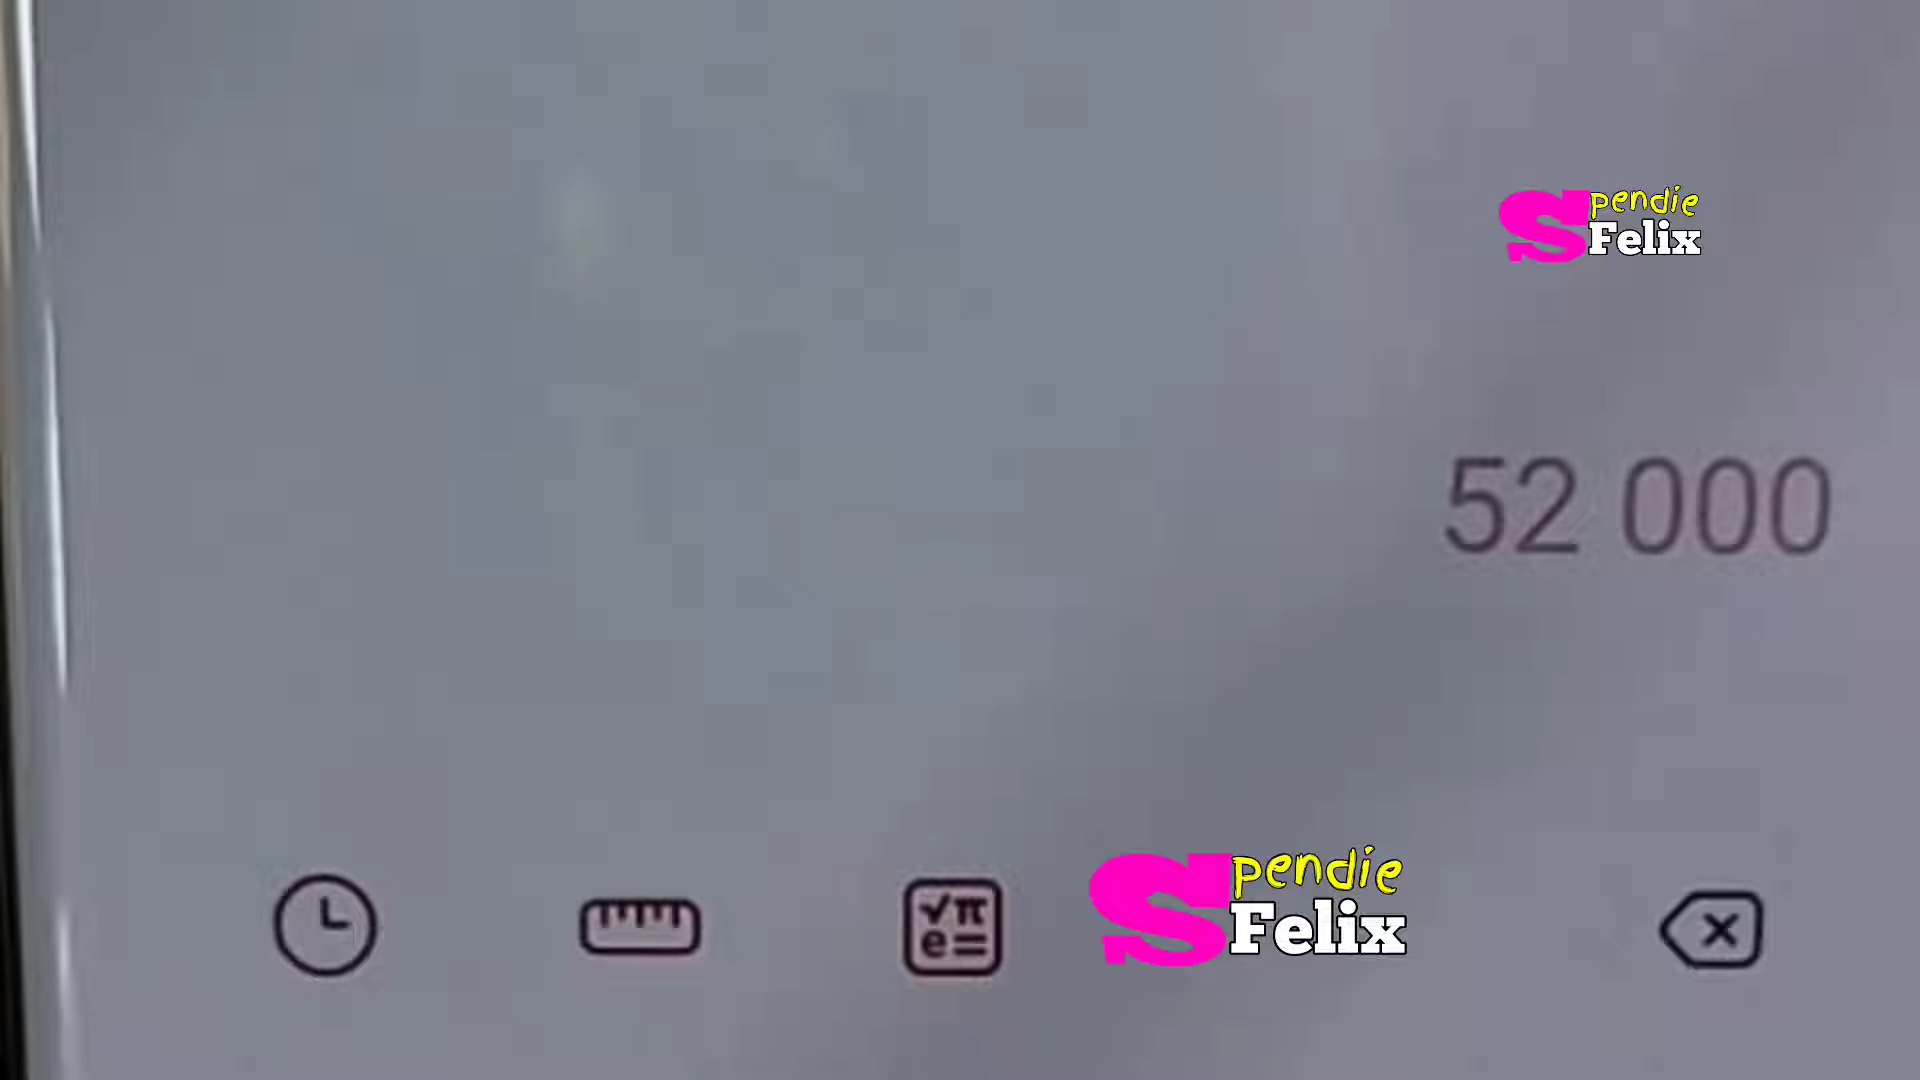 Spendie
Felix
52 000
√π
e=
Spendie
Felix